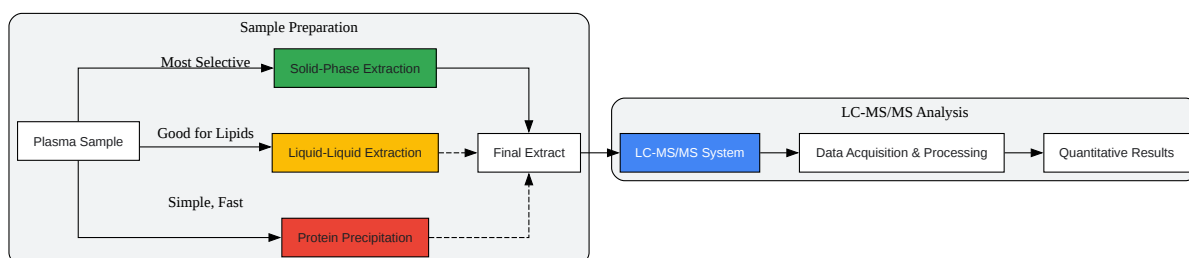 Sample Preparation
Most Selective
Solid-Phase Extraction
Plasma Sample
Good for Lipids
Liquid-Liquid Extraction
Final Extract
Simple, Fast
Protein Precipitation
LC-MS/MS Analysis
LC-MS/MS System
Data Acquisition & Processing
Quantitative Results